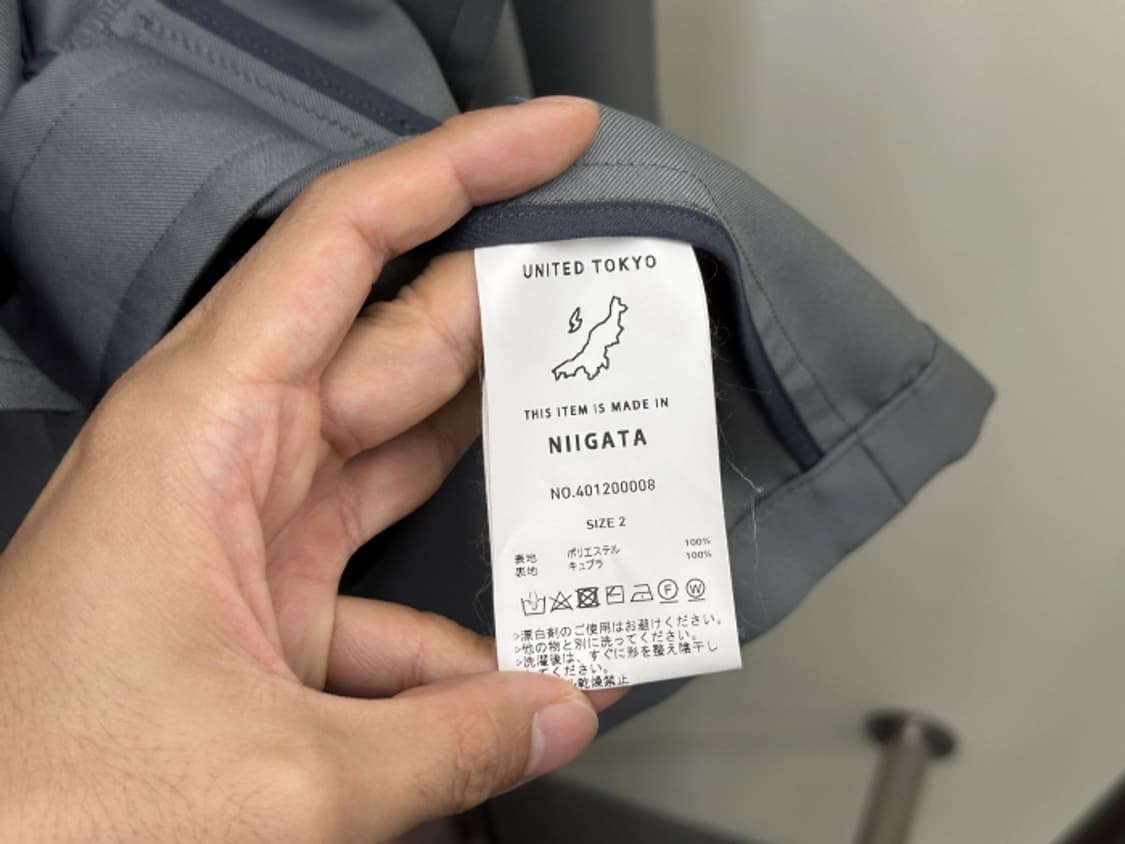 UNITED TOKYO
THIS ITEM IS MADE IN
NIIGATA
NO.401200008
SIZE 2
表地 ポリエステル 100%
裏地 キュプラ 100%
F W
>漂白剤のご使用はお避けください。
>他の物と別に洗ってください。
>洗濯後は、すぐに形を整え陰干し
てください。
乾燥禁止